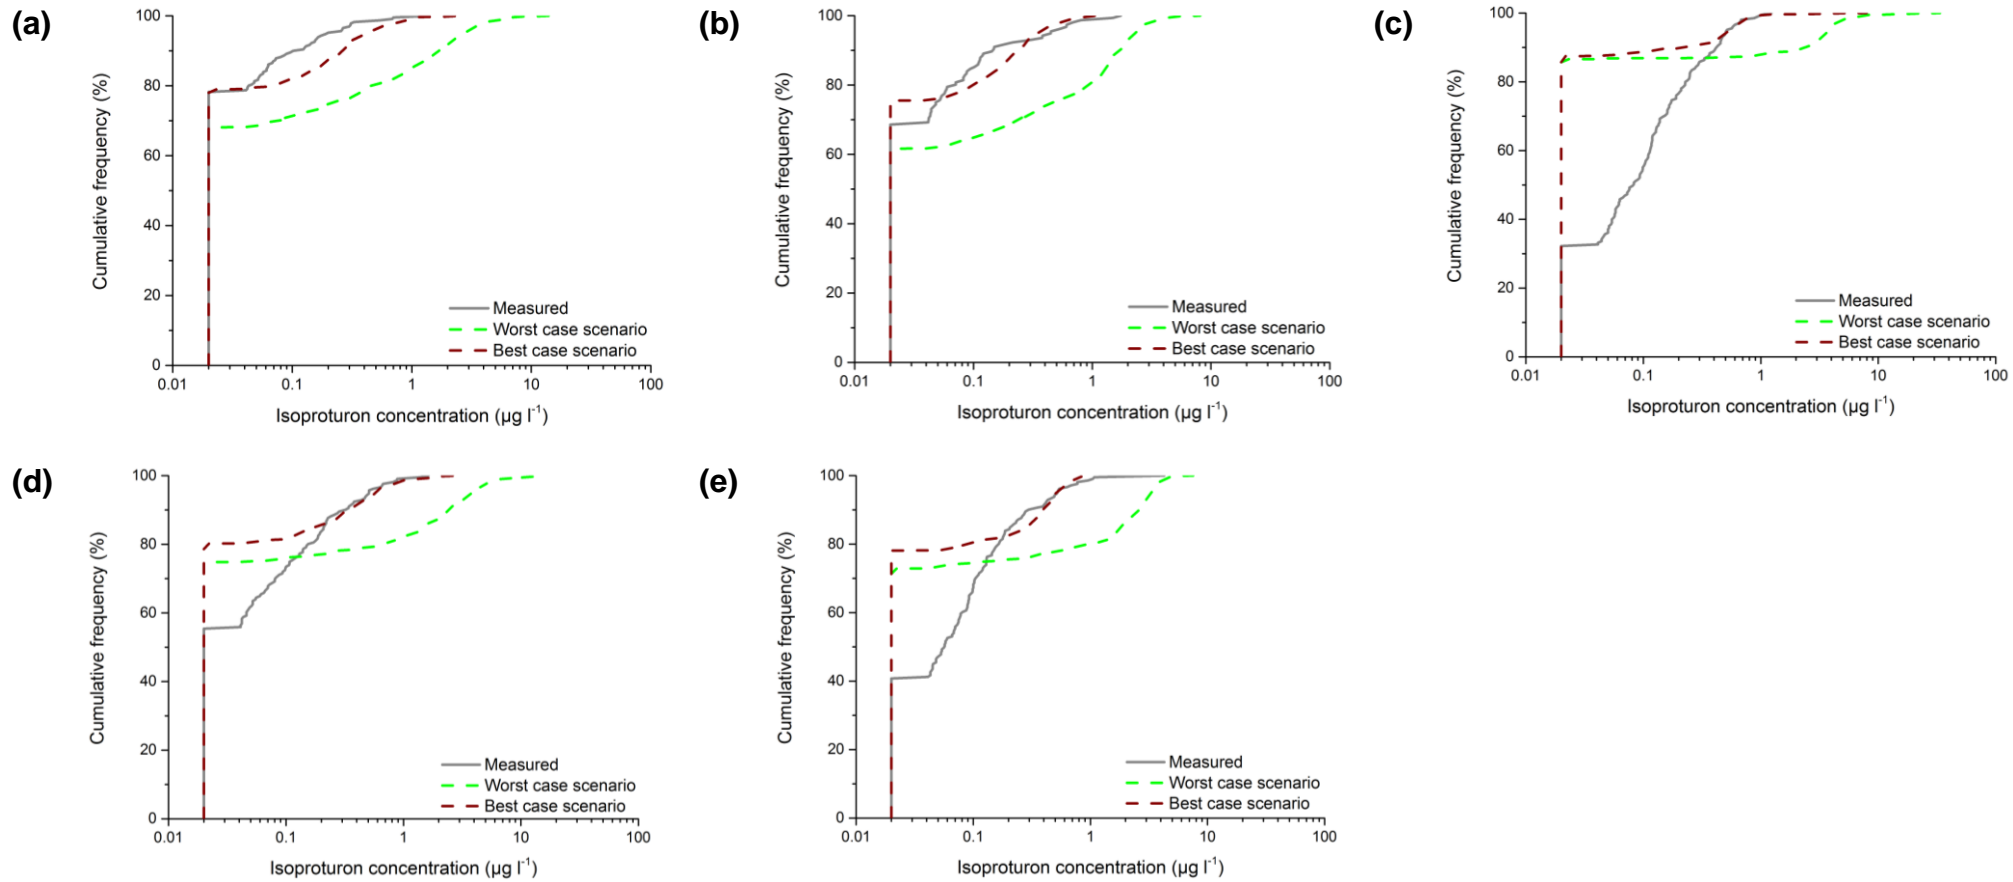 (a)
100
80
60
40
20
0
Cumulative frequency (%)
Measured
Worst case scenario
Best case scenario
0.01 0.1 1 10 100
Isoproturon concentration (µg l-1)
(b)
100
80
60
40
20
0
Cumulative frequency (%)
Measured
Worst case scenario
Best case scenario
0.01 0.1 1 10 100
Isoproturon concentration (µg l-1)
(c)
100
80
60
40
20
0
Cumulative frequency (%)
Measured
Worst case scenario
Best case scenario
0.01 0.1 1 10 100
Isoproturon concentration (µg l-1)
(d)
100
80
60
40
20
0
Cumulative frequency (%)
Measured
Worst case scenario
Best case scenario
0.01 0.1 1 10 100
Isoproturon concentration (µg l-1)
(e)
100
80
60
40
20
0
Cumulative frequency (%)
Measured
Worst case scenario
Best case scenario
0.01 0.1 1 10 100
Isoproturon concentration (µg l-1)